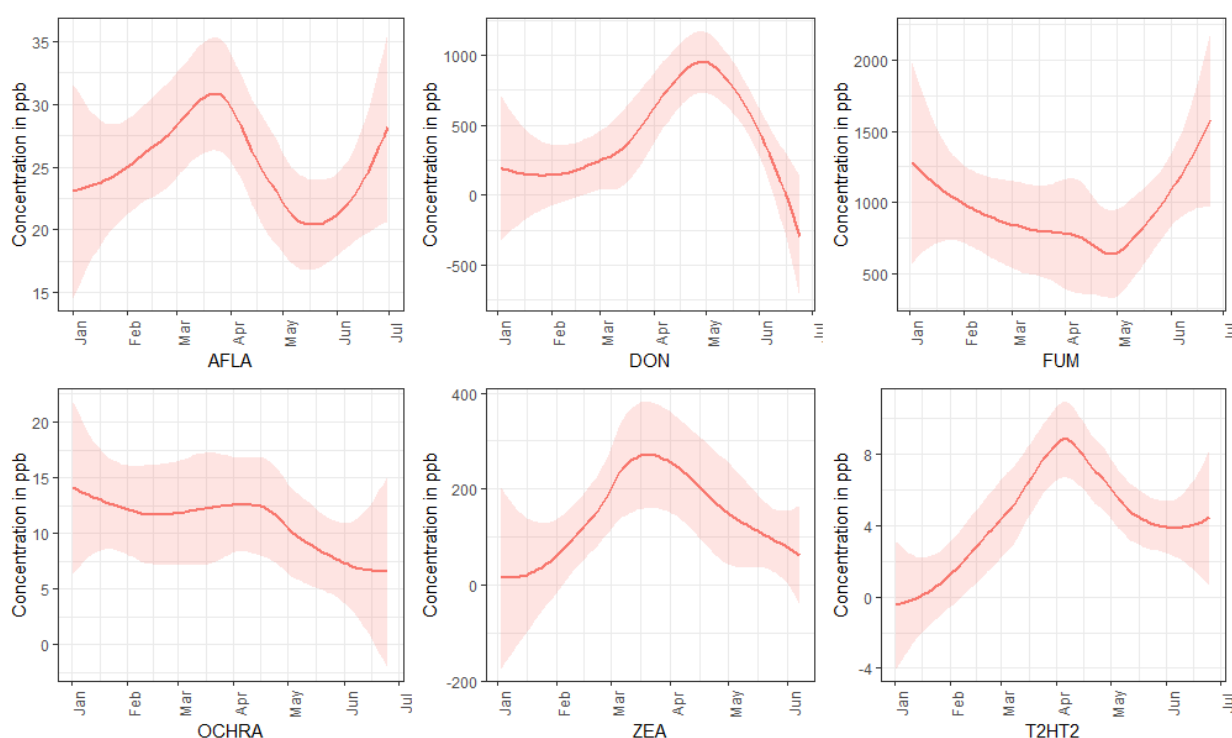 Concentration in ppb
35
30
25
20
15
Jan
Feb
Mar
Apr
May
Jun
Jul
AFLA
Concentration in ppb
1000
500
0
-500
Jan
Feb
Mar
Apr
May
Jun
DON
Concentration in ppb
2000
1500
1000
500
Jan
Feb
Mar
Apr
May
Jun
Jul
FUM
Concentration in ppb
20
15
10
5
0
Jan
Feb
Mar
Apr
May
Jun
Jul
OCHRA
Concentration in ppb
400
200
0
-200
Jan
Feb
Mar
Apr
May
Jun
ZEA
Concentration in ppb
8
4
0
-4
Jan
Feb
Mar
Apr
May
Jun
Jul
T2HT2